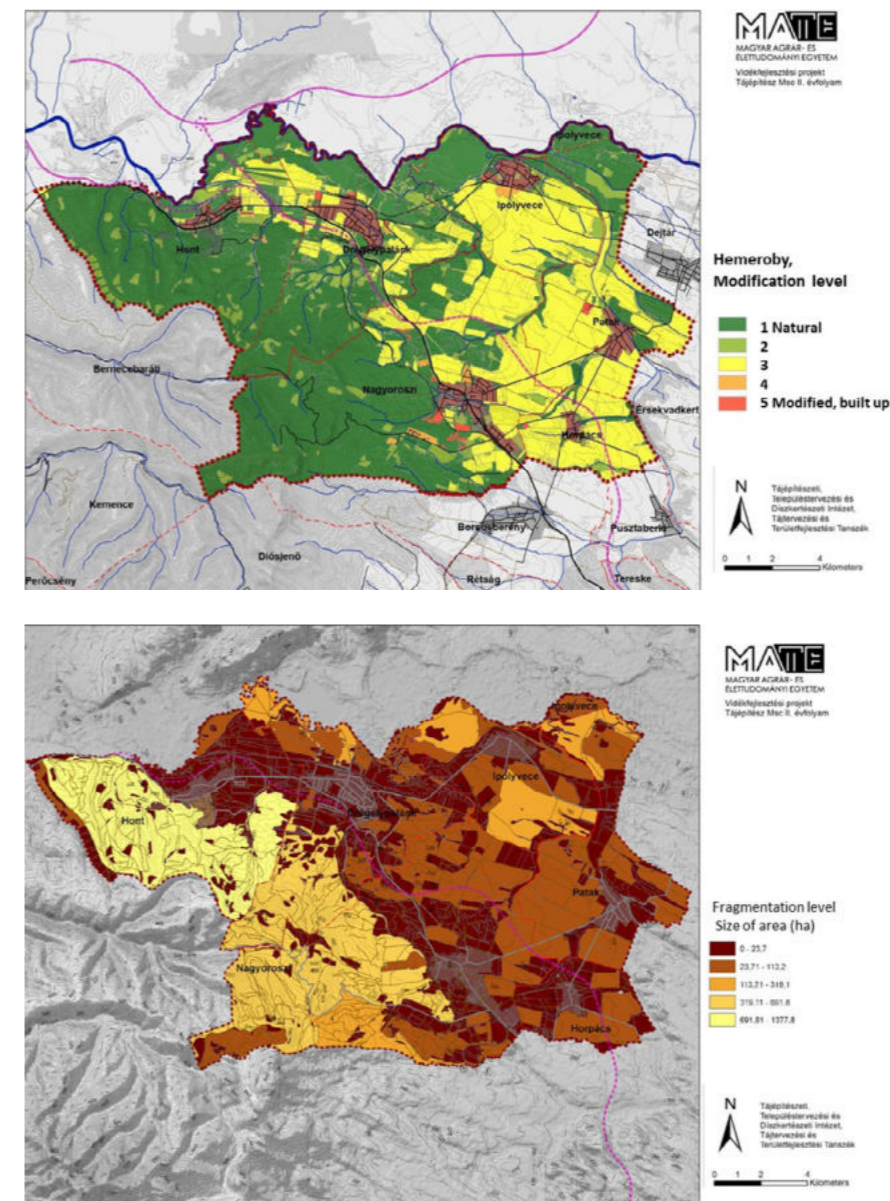 MATE
MAGYAR AGRÁR- ÉS
ÉLETTUDOMÁNYI EGYETEM
Vidékfejlesztési projekt
Tájépítész Msc II. évfolyam
Ipolyvece
Ipolyvece
Dejtár
Hont
Drégelypalánk
Patak
Bernecebaráti
Nagyoroszi
Érsekvadkert
Horpács
Kemence
Borsosberény
Pusztaberki
Diósjenő
Perőcsény
Rétság
Tereske
Hemeroby,
Modification level
1 Natural
2
3
4
5 Modified, built up
N
Tájépítészeti,
Településtervezési és
Díszkertészeti Intézet,
Tájtervezési és
Területfejlesztési Tanszék
0 1 2 4
Kilometers
MATE
MAGYAR AGRÁR- ÉS
ÉLETTUDOMÁNYI EGYETEM
Vidékfejlesztési projekt
Tájépítész Msc II. évfolyam
Ipolyvece
Ipolyvece
Hont
Drégelypalánk
Patak
Nagyoroszi
Horpács
Fragmentation level
Size of area (ha)
0 - 23,7
23,71 - 113,2
113,21 - 319,1
691,81 - 1377,8
N
Tájépítészeti,
Településtervezési és
Díszkertészeti Intézet,
Tájtervezési és
Területfejlesztési Tanszék
0 1 2 4
Kilometers